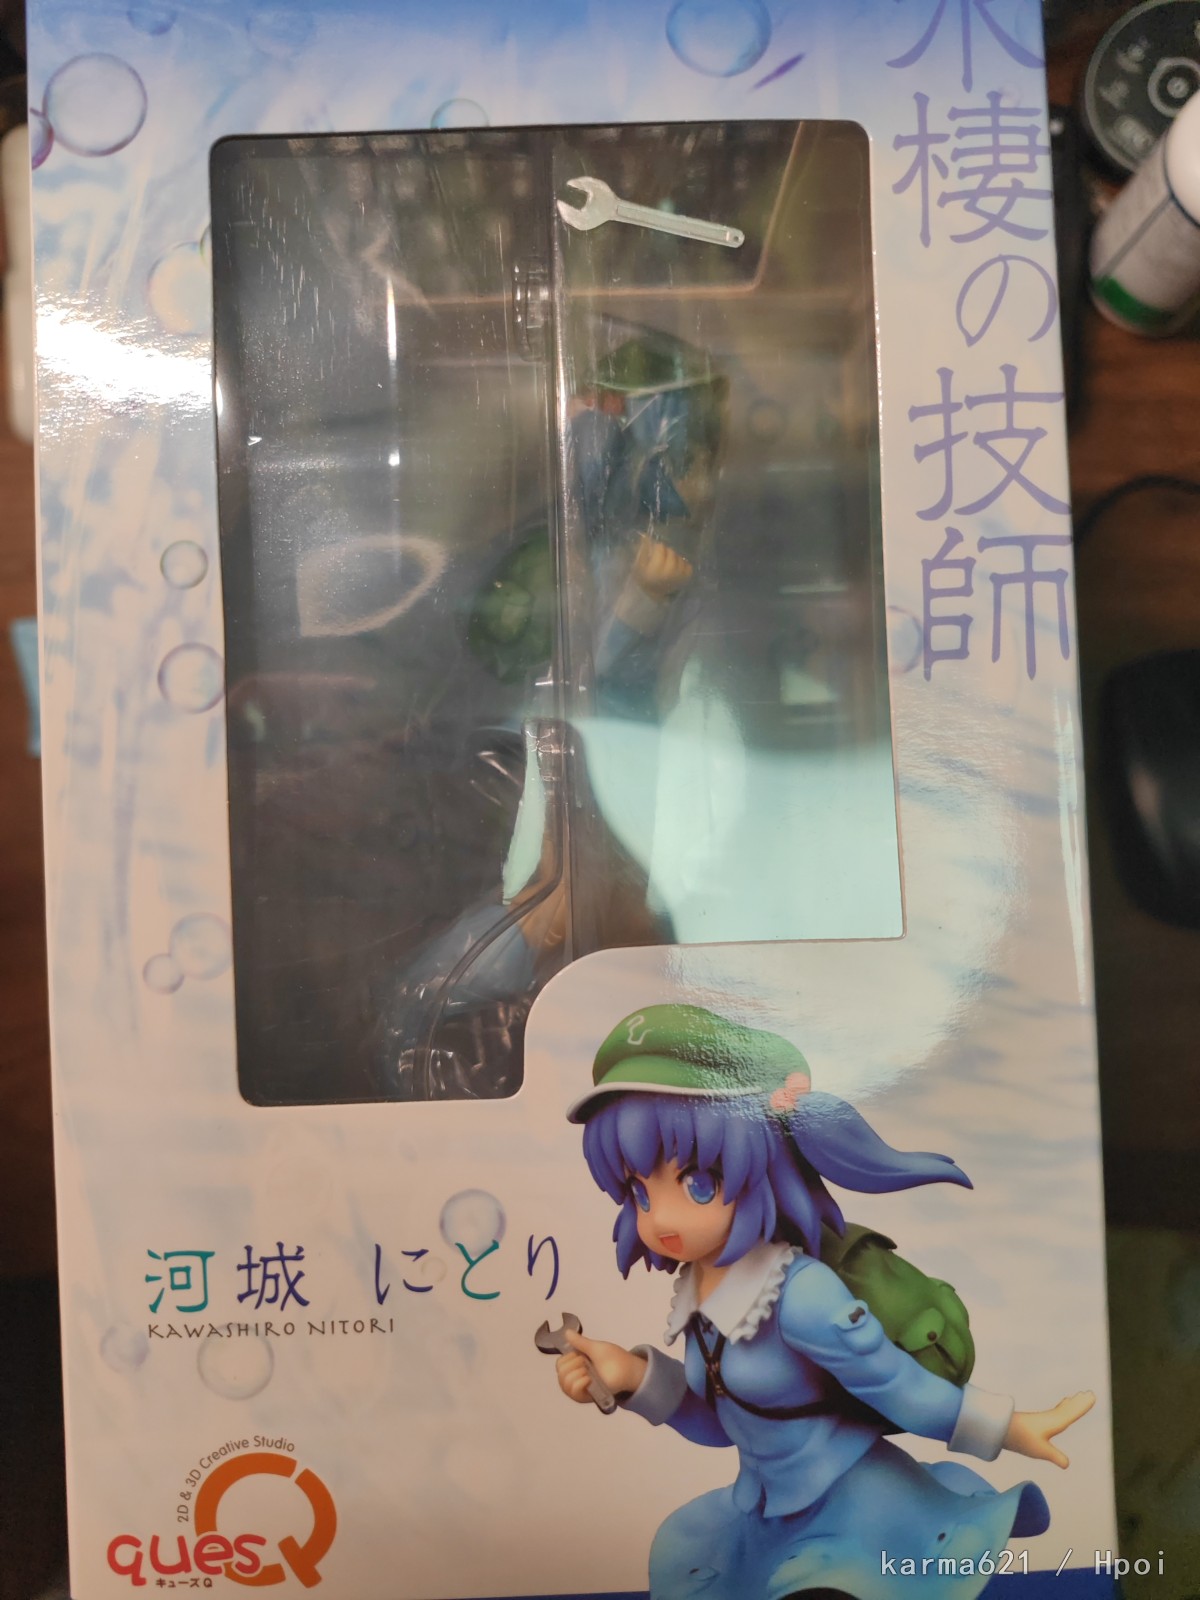 水棲の技師
河城 にとり
KAWASHIRO NITORI
2D & 3D Creative Studio
quesQ
キューズQ
karma621 / Hpoi